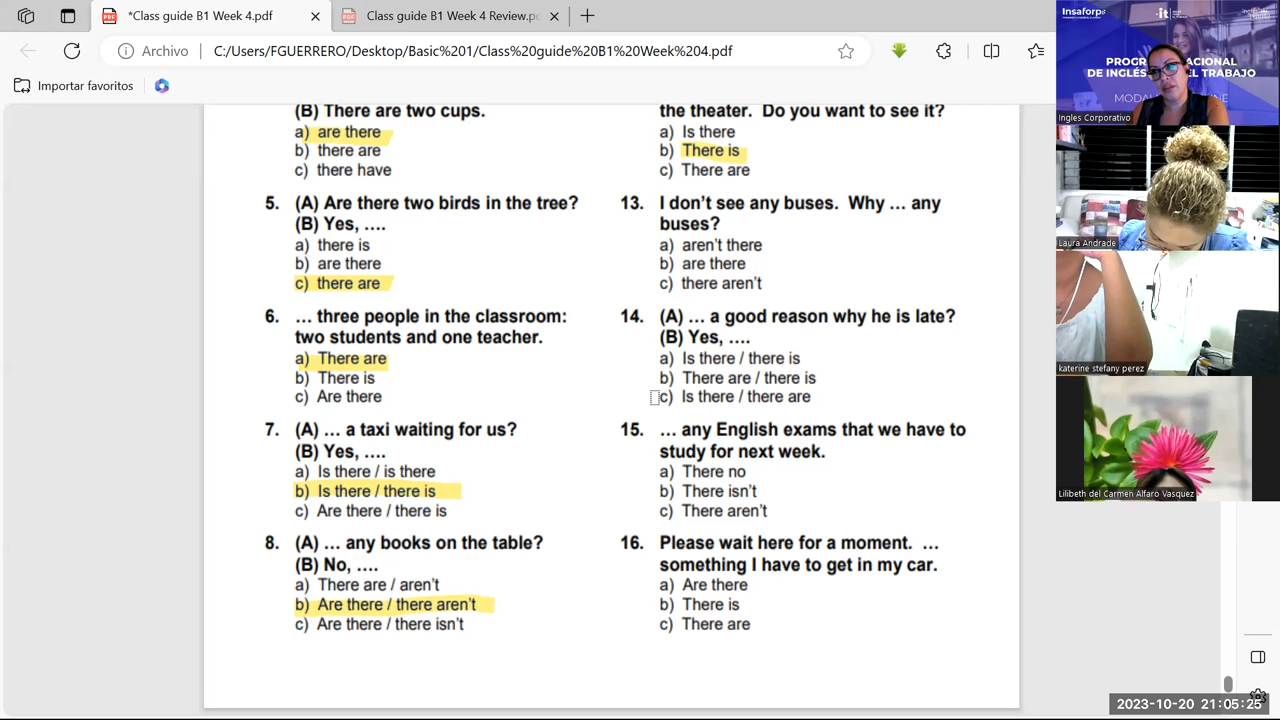 *Class guide B1 Week 4.pdf
Class guide B1 Week 4 Review.pdf
Archivo
C:/Users/FGUERRERO/Desktop/Basic%201/Class%20guide%20B1%20Week%204.pdf
Importar favoritos
(B) There are two cups.
a) are there
b) there are
c) there have
5. (A) Are there two birds in the tree?
(B) Yes, ….
a) there is
b) are there
c) there are
6. … three people in the classroom:
two students and one teacher.
a) There are
b) There is
c) Are there
7. (A) … a taxi waiting for us?
(B) Yes, ….
a) Is there / is there
b) Is there / there is
c) Are there / there is
8. (A) … any books on the table?
(B) No, ….
a) There are / aren't
b) Are there / there aren't
c) Are there / there isn't
the theater. Do you want to see it?
a) Is there
b) There is
c) There are
13. I don't see any buses. Why … any
buses?
a) aren't there
b) are there
c) there aren't
14. (A) … a good reason why he is late?
(B) Yes, ….
a) Is there / there is
b) There are / there is
c) Is there / there are
15. … any English exams that we have to
study for next week.
a) There no
b) There isn't
c) There aren't
16. Please wait here for a moment. …
something I have to get in my car.
a) Are there
b) There is
c) There are
Insaforp
it
Ingles Corporativo
Laura Andrade
katerine stefany perez
Lilibeth del Carmen Alfaro Vasquez
2023-10-20 21:05:25